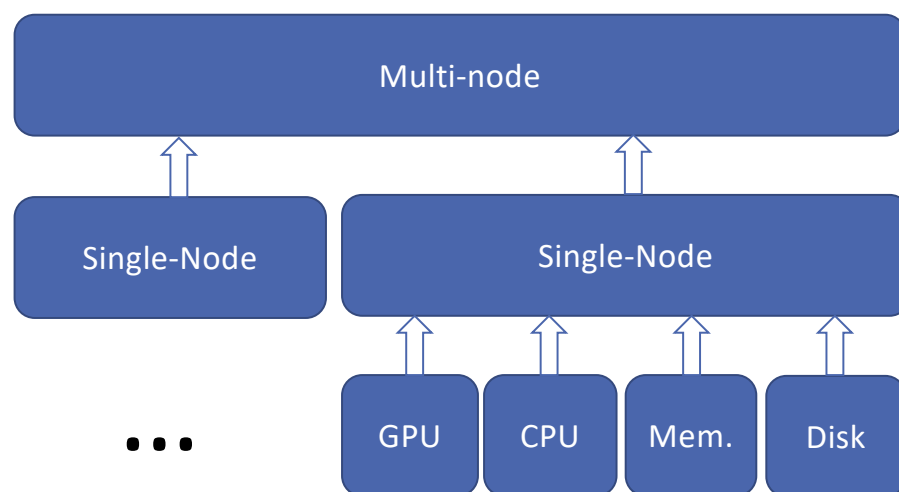 Multi-node
Single-Node
Single-Node
GPU
CPU
Mem.
Disk
...